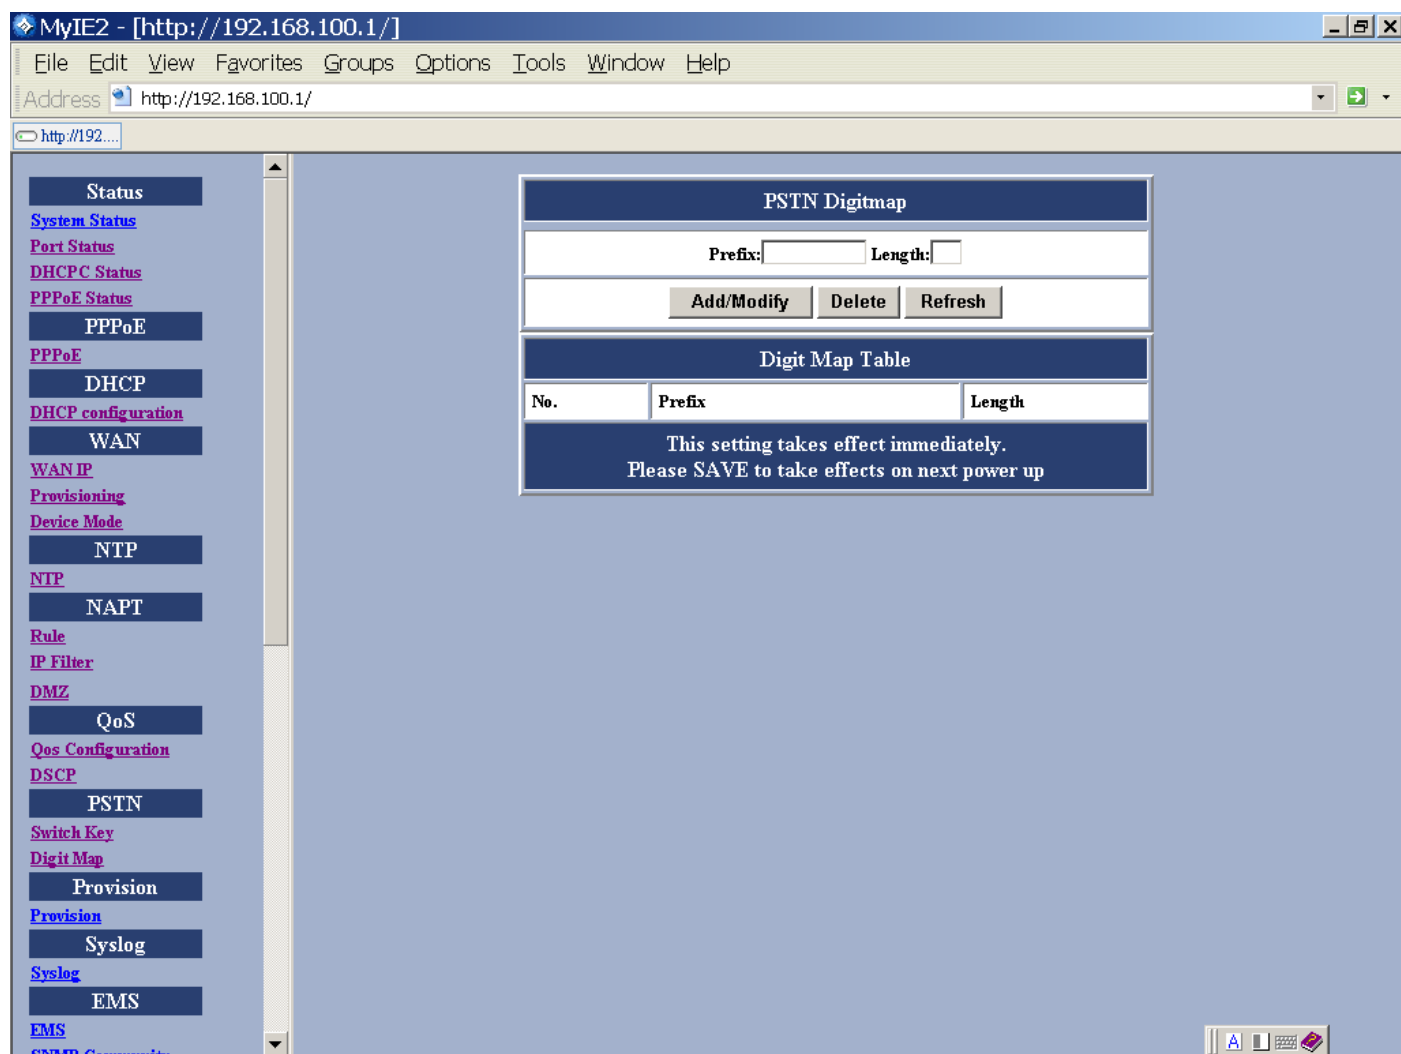 MyIE2 - [http://192.168.100.1/]
File Edit View Favorites Groups Options Tools Window Help
Address http://192.168.100.1/
http://192....
Status
System Status
Port Status
DHCPC Status
PPPoE Status
PPPoE
PPPoE
DHCP
DHCP configuration
WAN
WAN IP
Provisioning
Device Mode
NTP
NTP
NAPT
Rule
IP Filter
DMZ
QoS
Qos Configuration
DSCP
PSTN
Switch Key
Digit Map
Provision
Provision
Syslog
Syslog
EMS
EMS
SNMP Community
PSTN Digitmap
Prefix: Length:
Add/Modify Delete Refresh
Digit Map Table
No. Prefix Length
This setting takes effect immediately.
Please SAVE to take effects on next power up
A